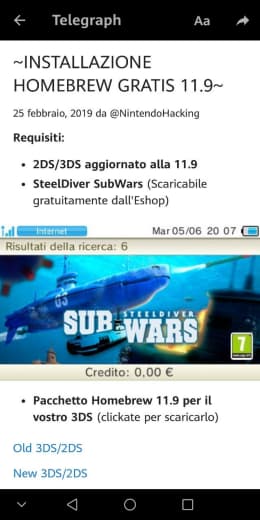 Telegraph
Aa
~INSTALLAZIONE
HOMEBREW GRATIS 11.9~
25 febbraio, 2019 da @NintendoHacking
Requisiti:
• 2DS/3DS aggiornato alla 11.9
• SteelDiver SubWars (Scaricabile
gratuitamente dall'Eshop)
Internet
Mar 05/06 20 07
Risultati della ricerca: 6
STEELDIVER
SUB WARS
7
Credito: 0,00 €
• Pacchetto Homebrew 11.9 per il
vostro 3DS (clickate per scaricarlo)
Old 3DS/2DS
New 3DS/2DS